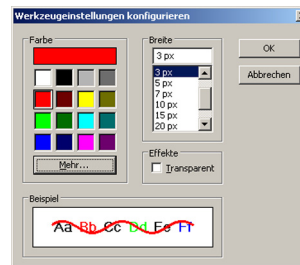 Werkzeugeinstellungen konfigurieren
Farbe
Mehr...
Breite
3 px
3 px
5 px
7 px
10 px
15 px
20 px
Effekte
Transparent
OK
Abbrechen
Beispiel
Aa Bb Cc Dd Ee Ff